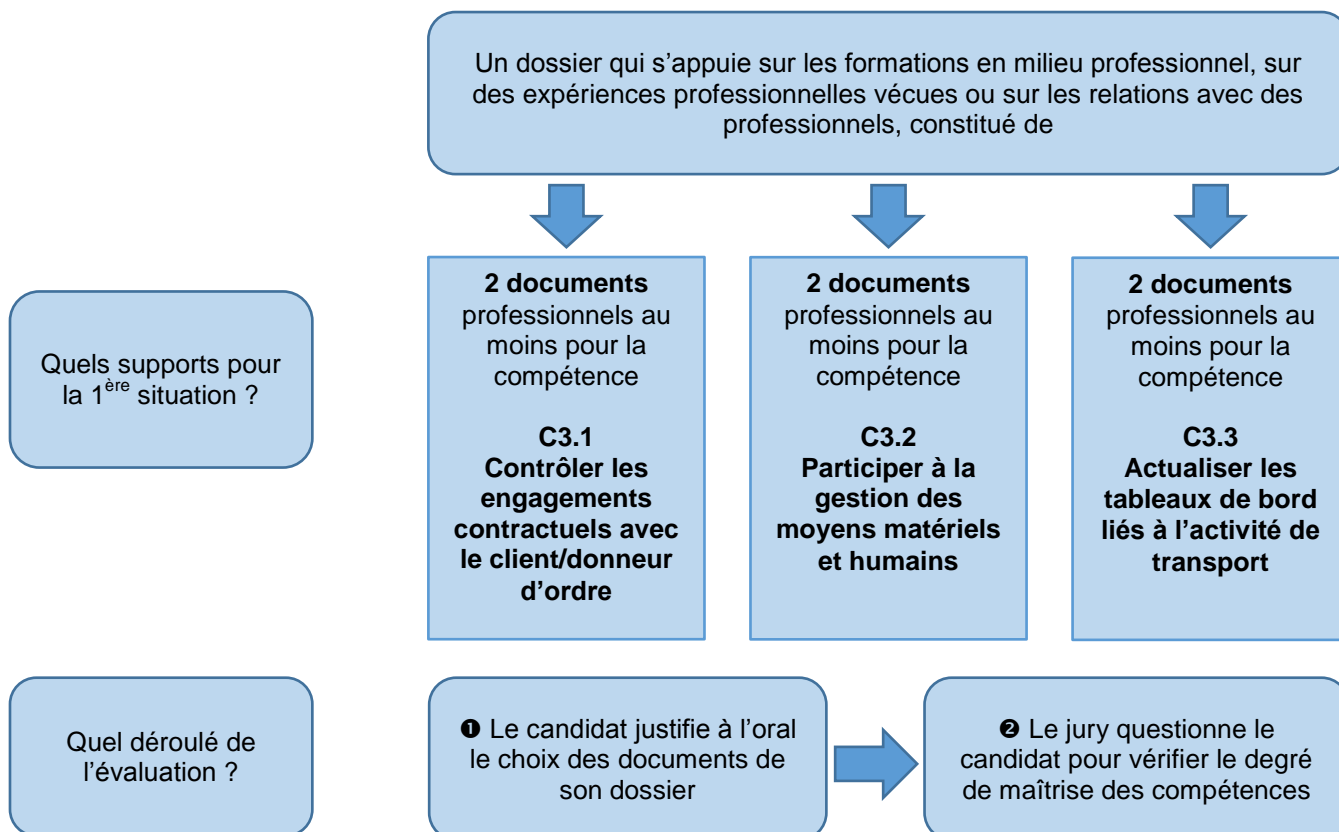 Un dossier qui s’appuie sur les formations en milieu professionnel, sur
des expériences professionnelles vécues ou sur les relations avec des
professionnels, constitué de
Quels supports pour
la 1ère situation ?
2 documents
professionnels au
moins pour la
compétence
C3.1
Contrôler les
engagements
contractuels avec
le client/donneur
d’ordre
2 documents
professionnels au
moins pour la
compétence
C3.2
Participer à la
gestion des
moyens matériels
et humains
2 documents
professionnels au
moins pour la
compétence
C3.3
Actualiser les
tableaux de bord
liés à l’activité de
transport
Quel déroulé de
l’évaluation ?
❶ Le candidat justifie à l’oral
le choix des documents de
son dossier
❷ Le jury questionne le
candidat pour vérifier le degré
de maîtrise des compétences